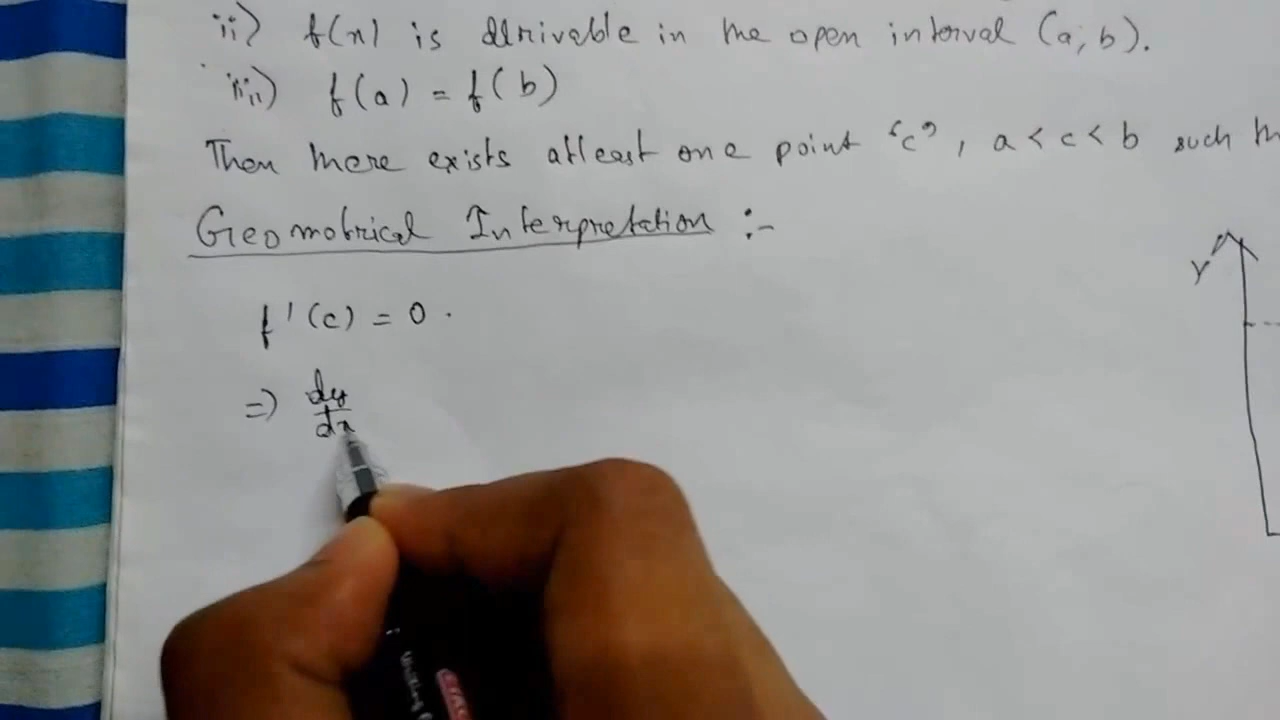 ii) f(x) is derivable in the open interval (a, b).
iii) f(a) = f(b)
Then there exists atleast one point 'c', a < c < b such th
Geometrical Interpretation :-
f'(c) = 0.
Y
=> dy/dx